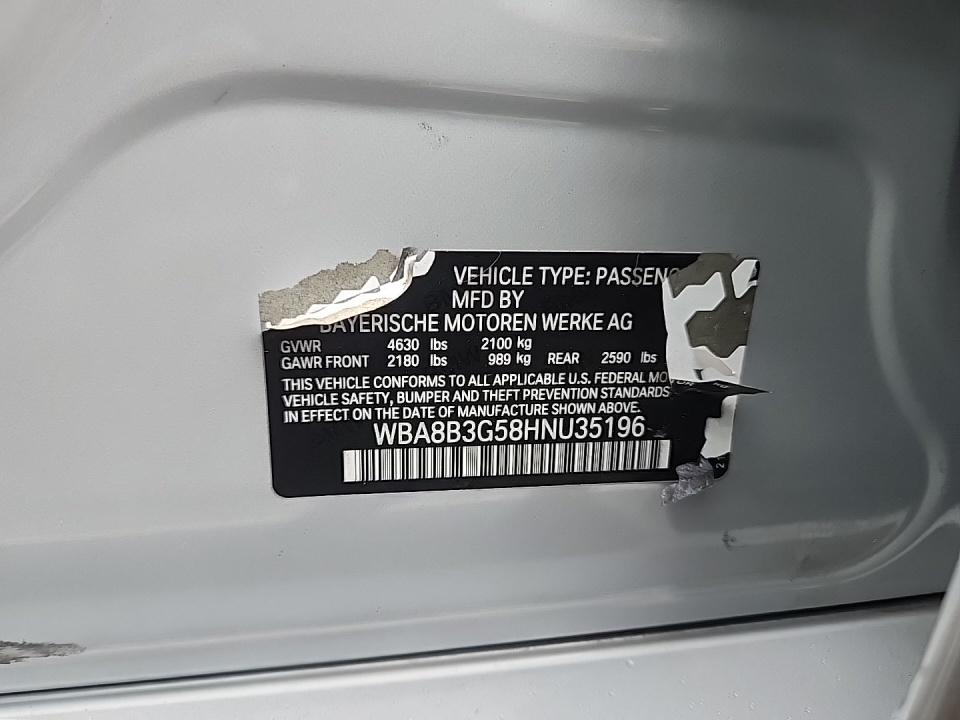 VEHICLE TYPE: PASSENG
MFD BY
BAYERISCHE MOTOREN WERKE AG
GVWR 4630 lbs 2100 kg
GAWR FRONT 2180 lbs 989 kg REAR 2590 lbs
THIS VEHICLE CONFORMS TO ALL APPLICABLE U.S. FEDERAL MOTOR
VEHICLE SAFETY, BUMPER AND THEFT PREVENTION STANDARDS
IN EFFECT ON THE DATE OF MANUFACTURE SHOWN ABOVE.
WBA8B3G58HNU35196